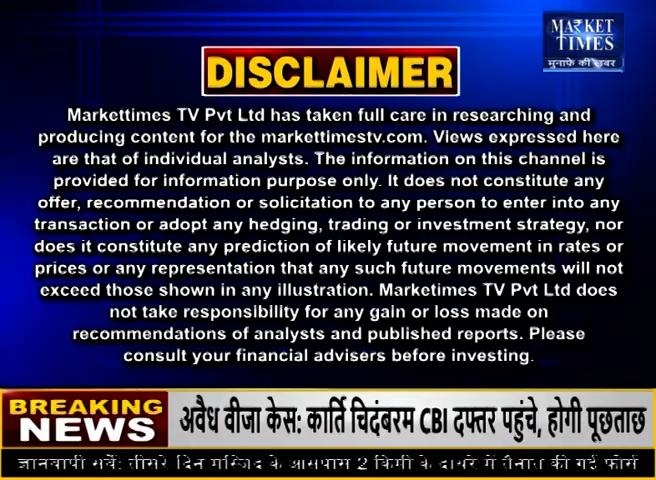 MARKET
TIMES
मुनाफे की खबर
DISCLAIMER
Markettimes TV Pvt Ltd has taken full care in researching and
producing content for the markettimestv.com. Views expressed here
are that of individual analysts. The information on this channel is
provided for information purpose only. It does not constitute any
offer, recommendation or solicitation to any person to enter into any
transaction or adopt any hedging, trading or investment strategy, nor
does it constitute any prediction of likely future movement in rates or
prices or any representation that any such future movements will not
exceed those shown in any illustration. Marketimes TV Pvt Ltd does
not take responsibility for any gain or loss made on
recommendations of analysts and published reports. Please
consult your financial advisers before investing.
BREAKING
NEWS
अवैध वीजा केस: कार्ति चिदंबरम CBI दफ्तर पहुंचे, होगी पूछताछ
ज्ञानवापी सर्वे: तीसरे दिन मस्जिद के आसपास 2 किमी के दायरे में तैनात की गई फोर्स